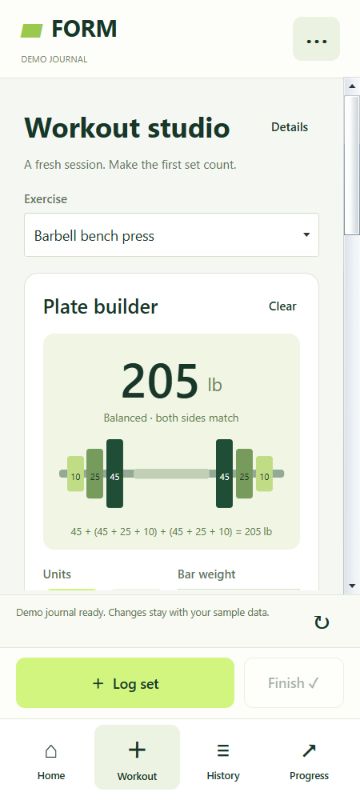 FORM
DEMO JOURNAL
...
Workout studio
Details
A fresh session. Make the first set count.
Exercise
Barbell bench press
Plate builder
Clear
205 lb
Balanced · both sides match
10 25 45 45 25 10
45 + (45 + 25 + 10) + (45 + 25 + 10) = 205 lb
Units
Bar weight
Demo journal ready. Changes stay with your sample data.
+ Log set
Finish ✓
Home
Workout
History
Progress